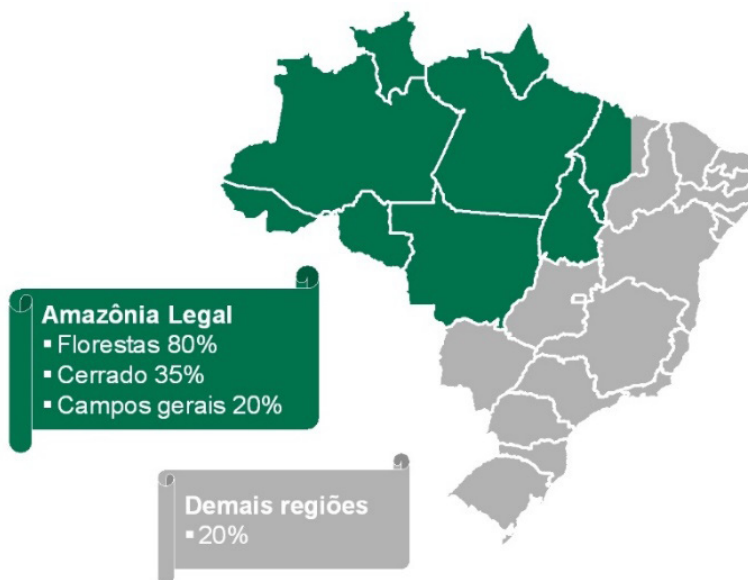 Amazônia Legal
▪ Florestas 80%
▪ Cerrado 35%
▪ Campos gerais 20%
Demais regiões
▪ 20%